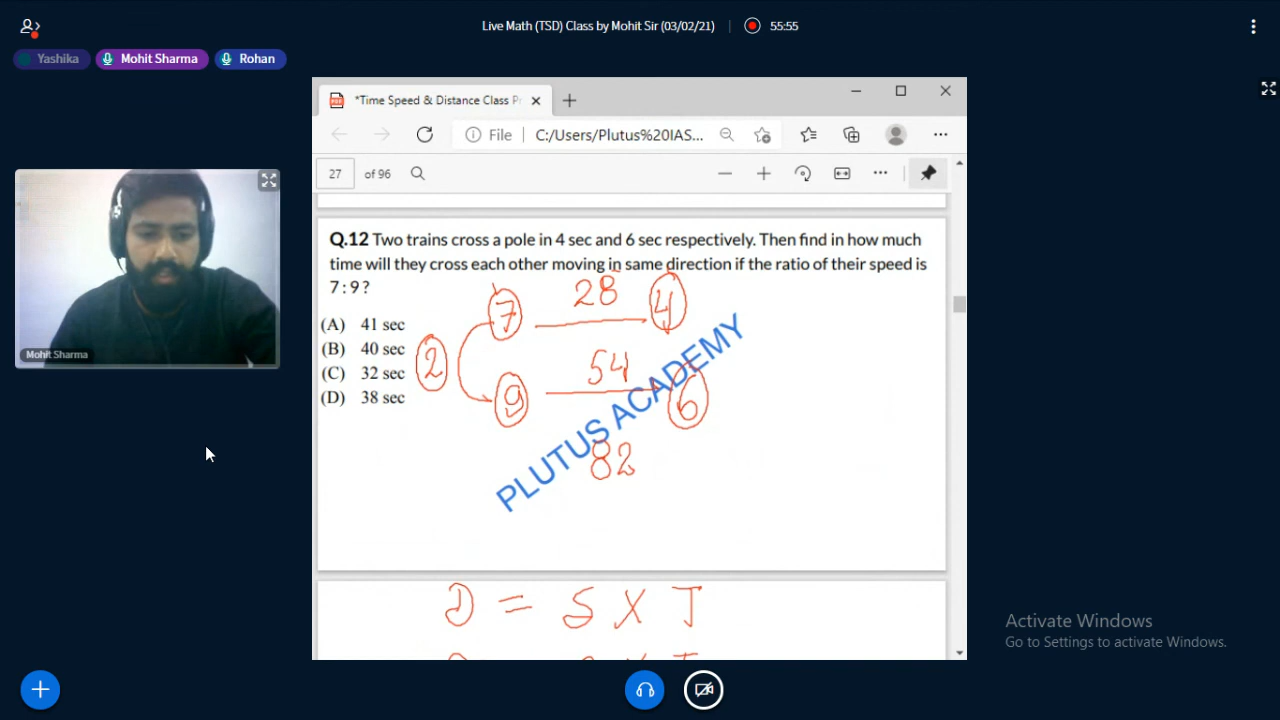 Live Math (TSD) Class by Mohit Sir (03/02/21)
55:55
Yashika
Mohit Sharma
Rohan
*Time Speed & Distance Class Pr
File
C:/Users/Plutus%20IAS...
27 of 96
Q.12 Two trains cross a pole in 4 sec and 6 sec respectively. Then find in how much
time will they cross each other moving in same direction if the ratio of their speed is
7 : 9 ?
7 28 4
(A) 41 sec
(B) 40 sec
2
(C) 32 sec
54
(D) 38 sec
9 6
82
PLUTUS ACADEMY
D = S X T
Mohit Sharma
Activate Windows
Go to Settings to activate Windows.